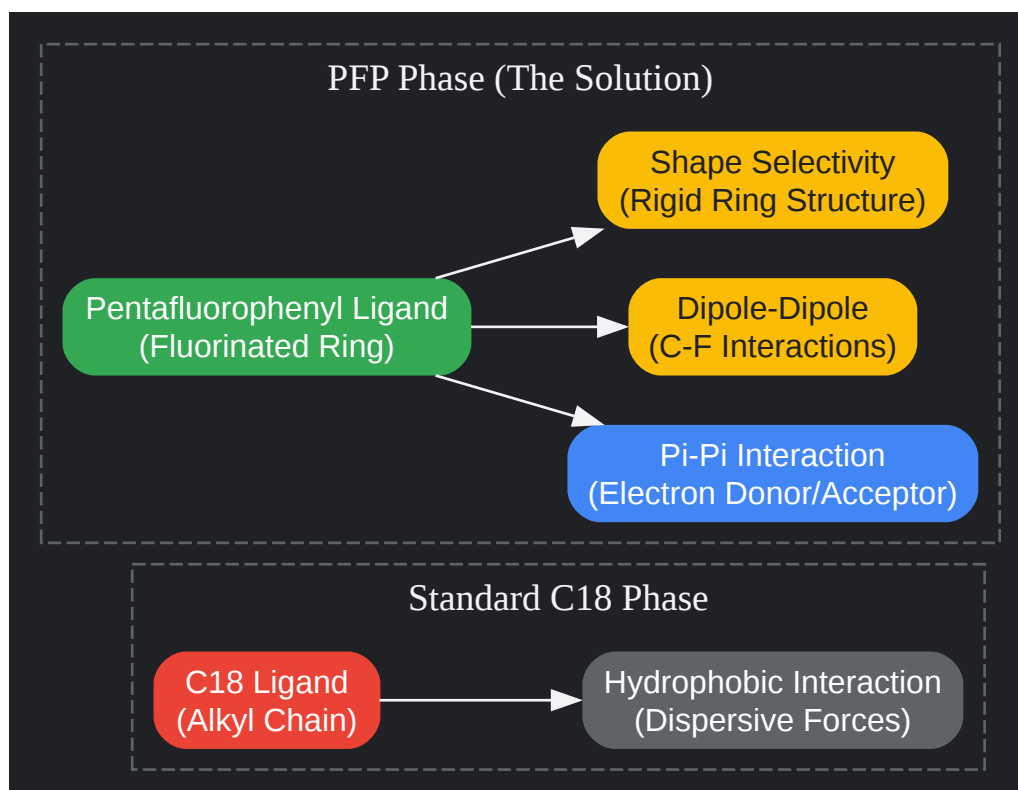 PFP Phase (The Solution)
Shape Selectivity
(Rigid Ring Structure)
Pentafluorophenyl Ligand
(Fluorinated Ring)
Dipole-Dipole
(C-F Interactions)
Pi-Pi Interaction
(Electron Donor/Acceptor)
Standard C18 Phase
C18 Ligand
(Alkyl Chain)
Hydrophobic Interaction
(Dispersive Forces)